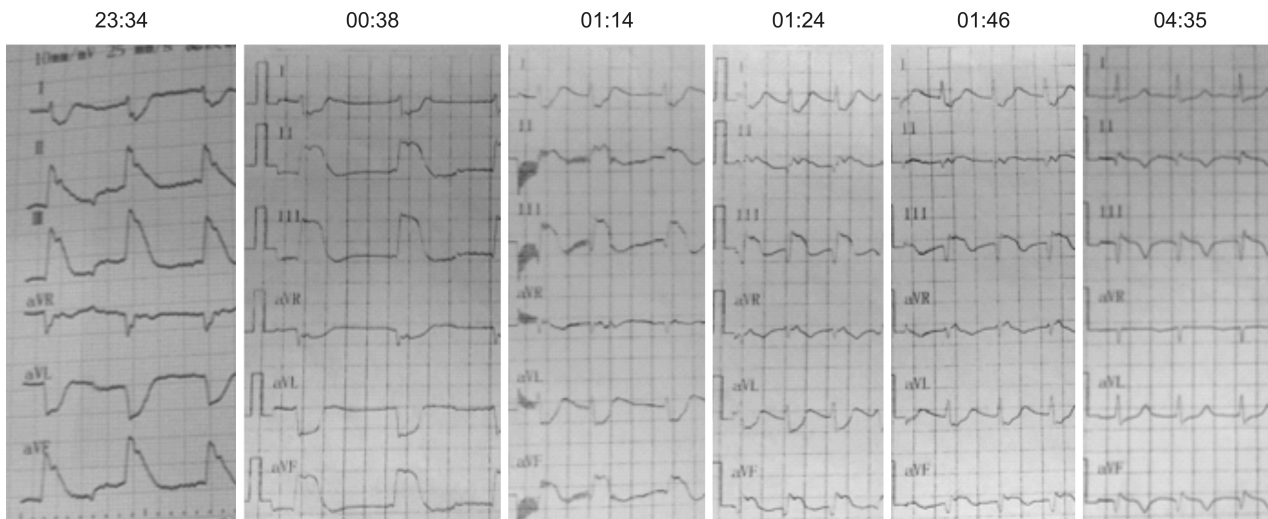 23:34 00:38 01:14 01:24 01:46 04:35
10mm/mV 25 mm/s
I I I I I I
II II II II II II
III III III III III III
aVR aVR aVR aVR aVR aVR
aVL aVL aVL aVL aVL aVL
aVF aVF aVF aVF aVF aVF